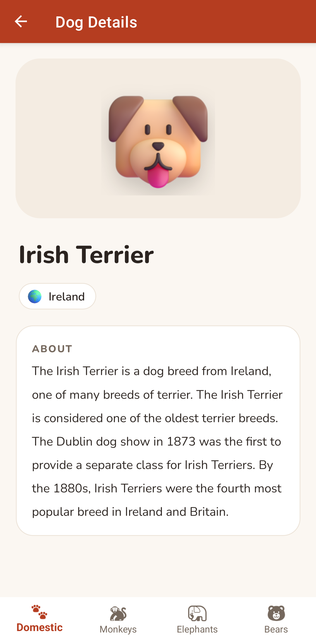 Dog Details
Irish Terrier
Ireland
ABOUT
The Irish Terrier is a dog breed from Ireland,
one of many breeds of terrier. The Irish Terrier
is considered one of the oldest terrier breeds.
The Dublin dog show in 1873 was the first to
provide a separate class for Irish Terriers. By
the 1880s, Irish Terriers were the fourth most
popular breed in Ireland and Britain.
Domestic
Monkeys
Elephants
Bears